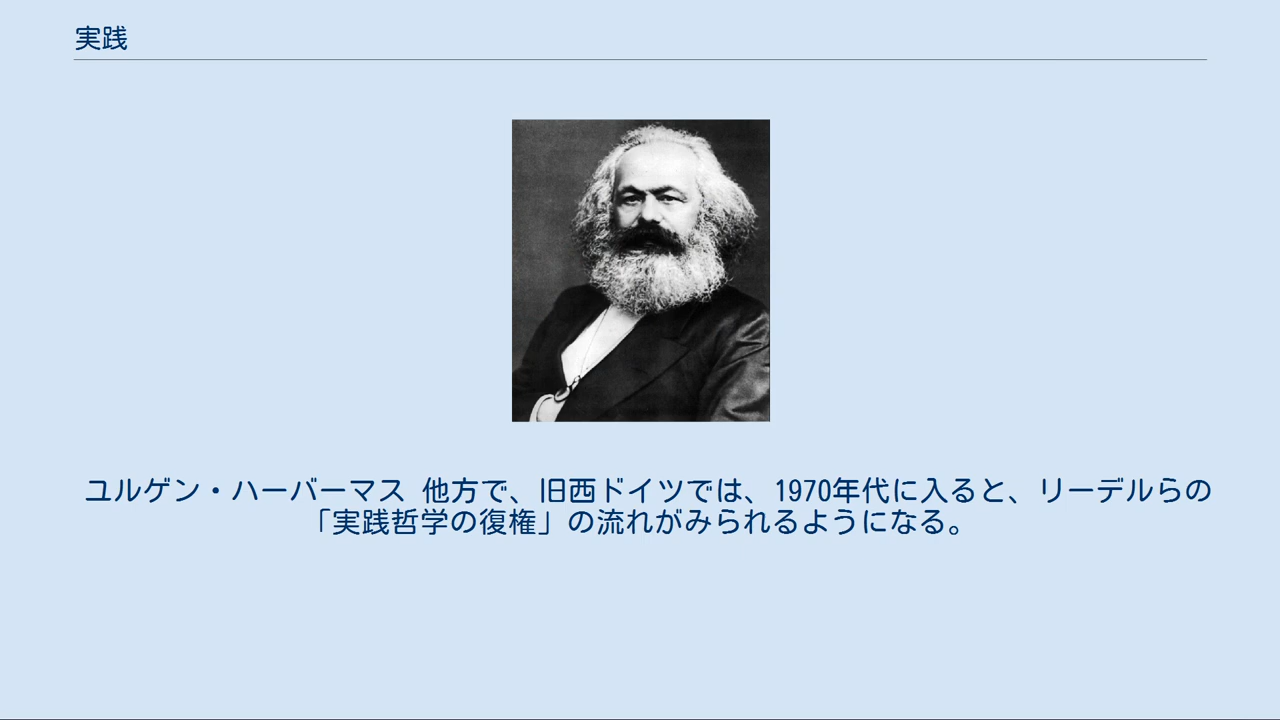 実践
ユルゲン・ハーバーマス 他方で、旧西ドイツでは、1970年代に入ると、リーデルらの
「実践哲学の復権」の流れがみられるようになる。